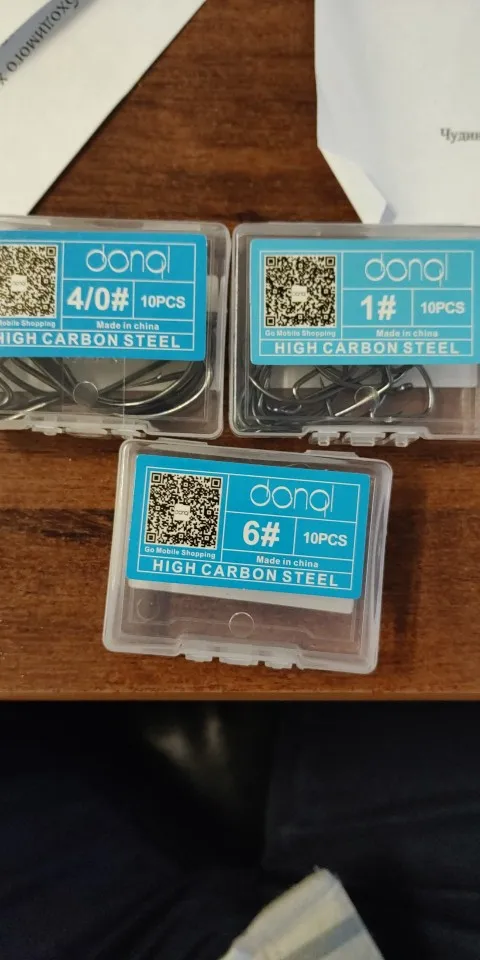 бходимого х
Чудин
donql
4/0#
10PCS
Mobile Shopping
Made in china
HIGH CARBON STEEL
donql
1#
10PCS
Go Mobile Shopping
Made in china
HIGH CARBON STEEL
donql
6#
10PCS
Go Mobile Shopping
Made in china
HIGH CARBON STEEL